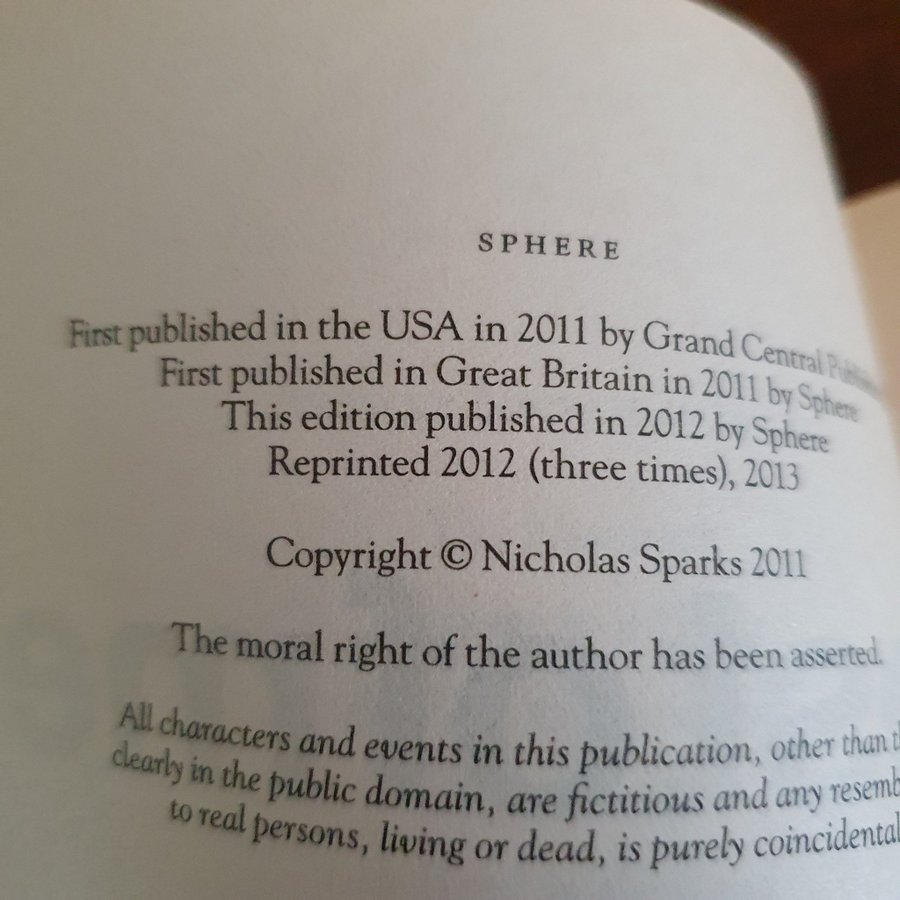 SPHERE
First published in the USA in 2011 by Grand Central
First published in Great Britain in 2011 by Sphere
This edition published in 2012 by Sphere
Reprinted 2012 (three times), 2013
Copyright © Nicholas Sparks 2011
The moral right of the author has been asserted.
All characters and events in this publication, other than
clearly in the public domain, are fictitious and any
to real persons, living or dead, is purely coincidental